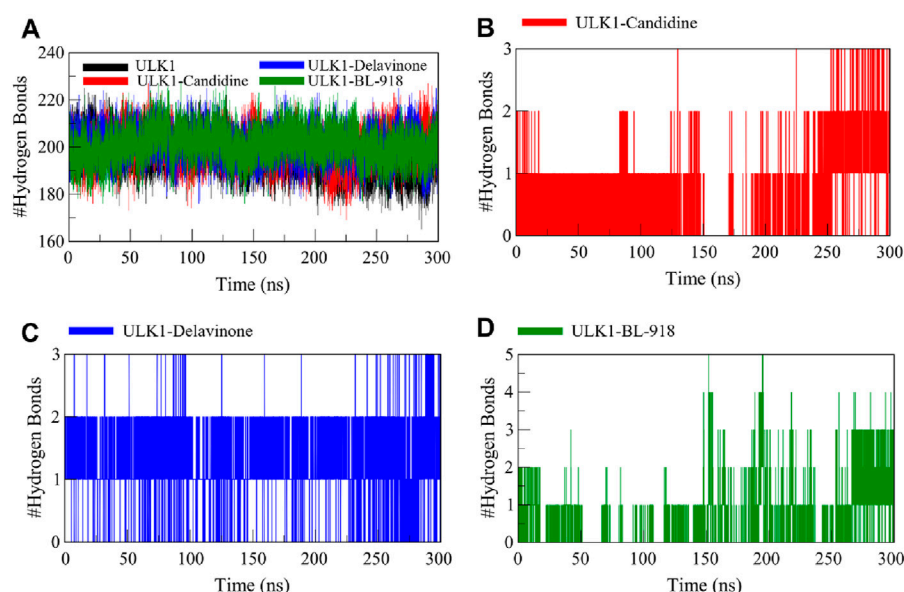 A
ULK1
ULK1-Delavinone
ULK1-Candidine
ULK1-BL-918
#Hydrogen Bonds
240
220
200
180
160
0
50
100
150
200
250
300
Time (ns)
B
ULK1-Candidine
#Hydrogen Bonds
3
2
1
0
0
50
100
150
200
250
300
Time (ns)
C
ULK1-Delavinone
#Hydrogen Bonds
3
2
1
0
0
50
100
150
200
250
300
Time (ns)
D
ULK1-BL-918
#Hydrogen Bonds
5
4
3
2
1
0
0
50
100
150
200
250
300
Time (ns)